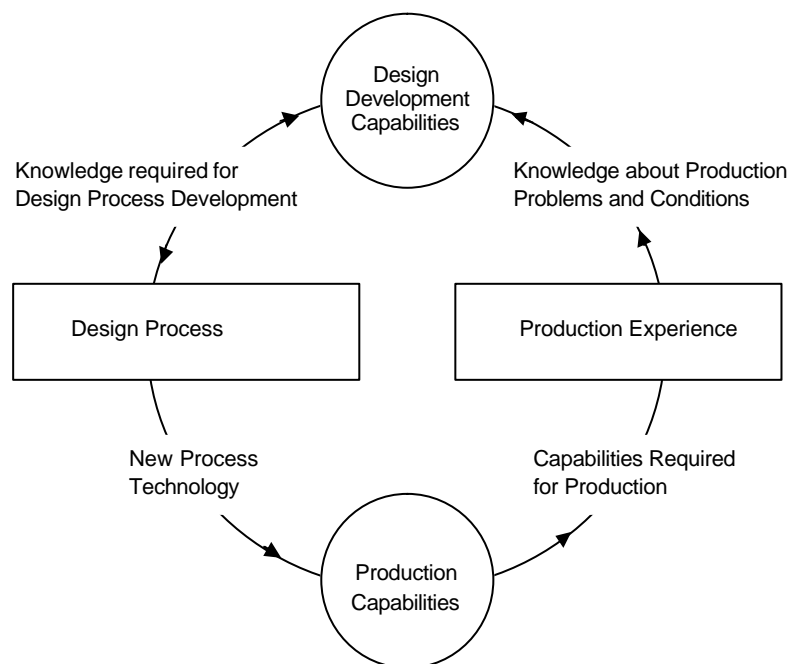 Design
Development
Capabilities
Knowledge required for
Design Process Development
Knowledge about Production
Problems and Conditions
Design Process
Production Experience
New Process
Technology
Capabilities Required
for Production
Production
Capabilities